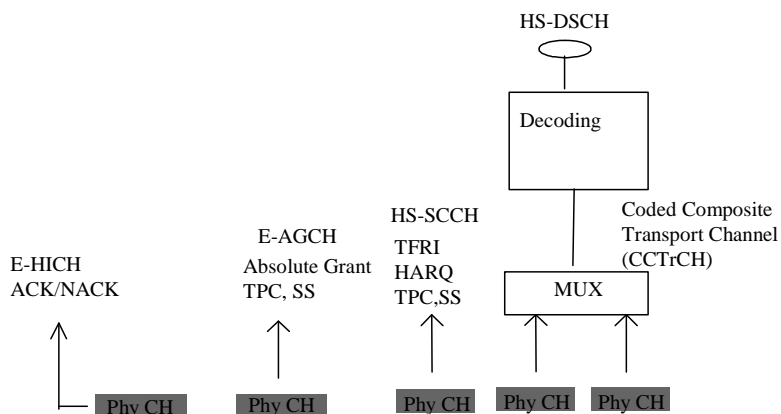 HS-DSCH
Decoding
Coded Composite
Transport Channel
(CCTrCH)
HS-SCCH
TFRI
HARQ
TPC,SS
E-AGCH
Absolute Grant
TPC, SS
E-HICH
ACK/NACK
MUX
Phy CH
Phy CH
Phy CH
Phy CH
Phy CH